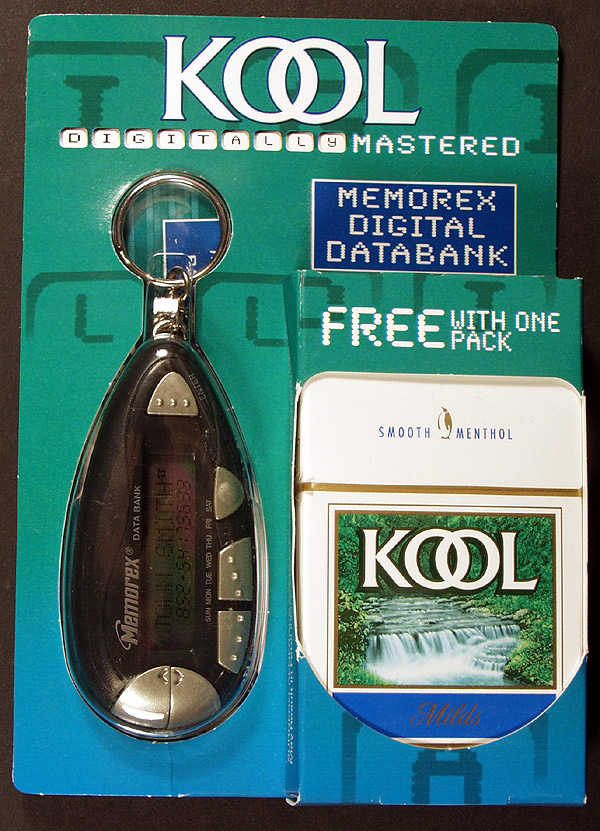 KOOL
DIGITALLY MASTERED
MEMOREX
DIGITAL
DATABANK
FREE WITH ONE PACK
ENTER
SMOOTH MENTHOL
Memorex® DATA BANK
SUN MON TUE WED THU FRI SAT
KOOL
Milds